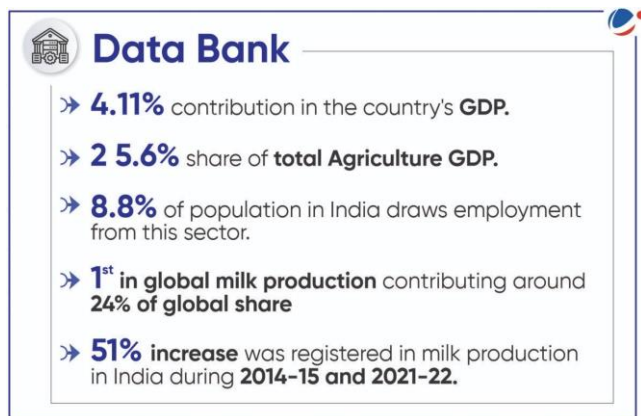 Data Bank
4.11% contribution in the country's GDP.
2 5.6% share of total Agriculture GDP.
8.8% of population in India draws employment
from this sector.
1st in global milk production contributing around
24% of global share
51% increase was registered in milk production
in India during 2014-15 and 2021-22.